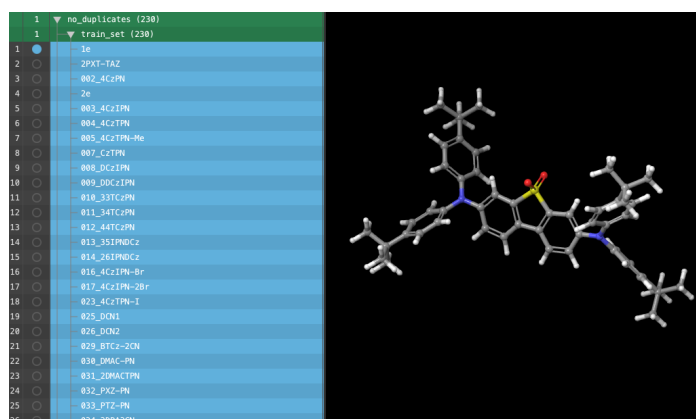 1 no_duplicates (230)
1 train_set (230)
1 1e
2 2PXT-TAZ
3 002_4CzPN
4 2e
5 003_4CzIPN
6 004_4CzTPN
7 005_4CzTPN-Me
8 007_CzTPN
9 008_DCzIPN
10 009_DDCzIPN
11 010_33TCzPN
12 011_34TCzPN
13 012_44TCzPN
14 013_35IPNDCz
15 014_26IPNDCz
16 016_4CzIPN-Br
17 017_4CzIPN-2Br
18 023_4CzTPN-I
19 025_DCN1
20 026_DCN2
21 029_BTCz-2CN
22 030_DMAC-PN
23 031_2DMACTPN
24 032_PXZ-PN
25 033_PTZ-PN